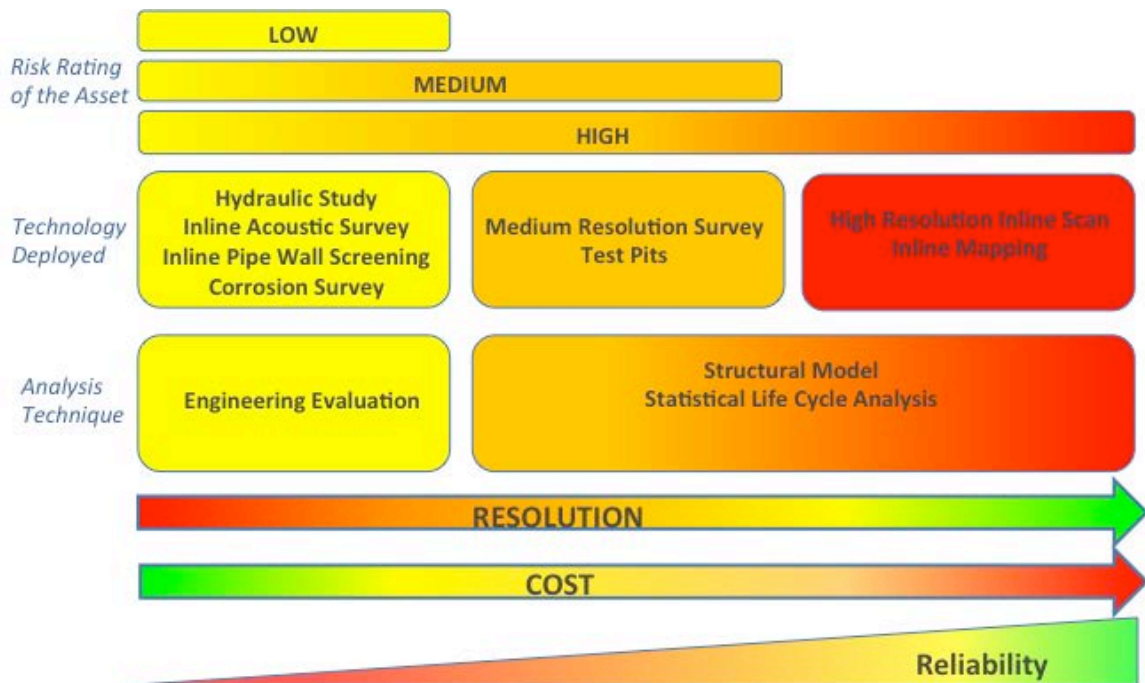 LOW
Risk Rating
of the Asset
MEDIUM
HIGH
Technology
Deployed
Hydraulic Study
Inline Acoustic Survey
Inline Pipe Wall Screening
Corrosion Survey
Medium Resolution Survey
Test Pits
High Resolution Inline Scan
Inline Mapping
Analysis
Technique
Engineering Evaluation
Structural Model
Statistical Life Cycle Analysis
RESOLUTION
COST
Reliability